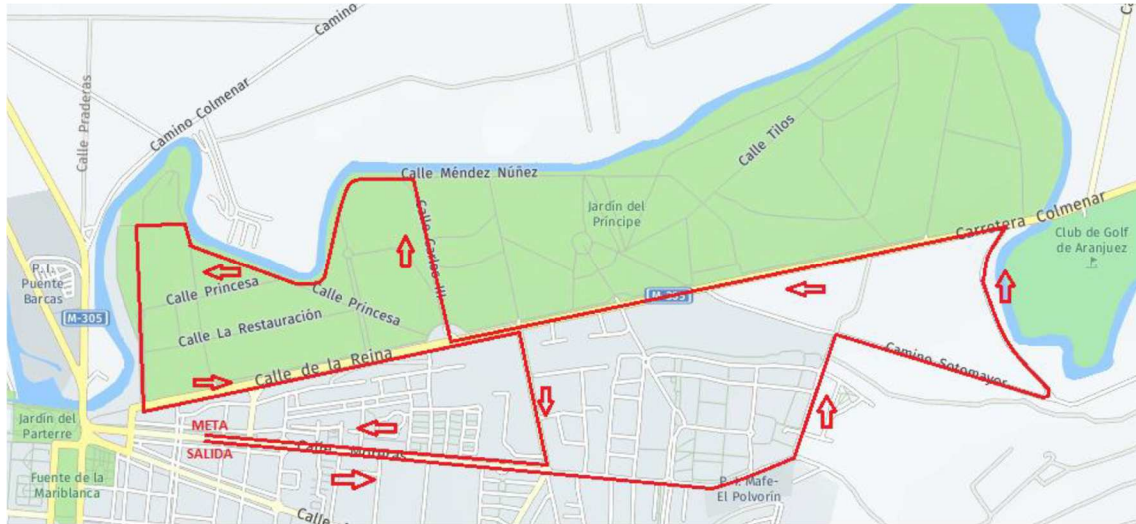 Camino
C
Camino Colmenar
Calle Praderas
Calle Méndez Núñez
Calle Tilos
Jardín del
Príncipe
Carretera Colmenar
Club de Golf
de Aranjuez
Calle Carlos III
P. I.
Puente
Barcas
Calle Princesa
Calle Princesa
M-305
M-305
Calle La Restauración
Calle de la Reina
Camino Sotomayor
Jardín del
Parterre
META
SALIDA
Calle
Fuente de la
Mariblanca
P. I. Mafe-
El Polvorín
Calle